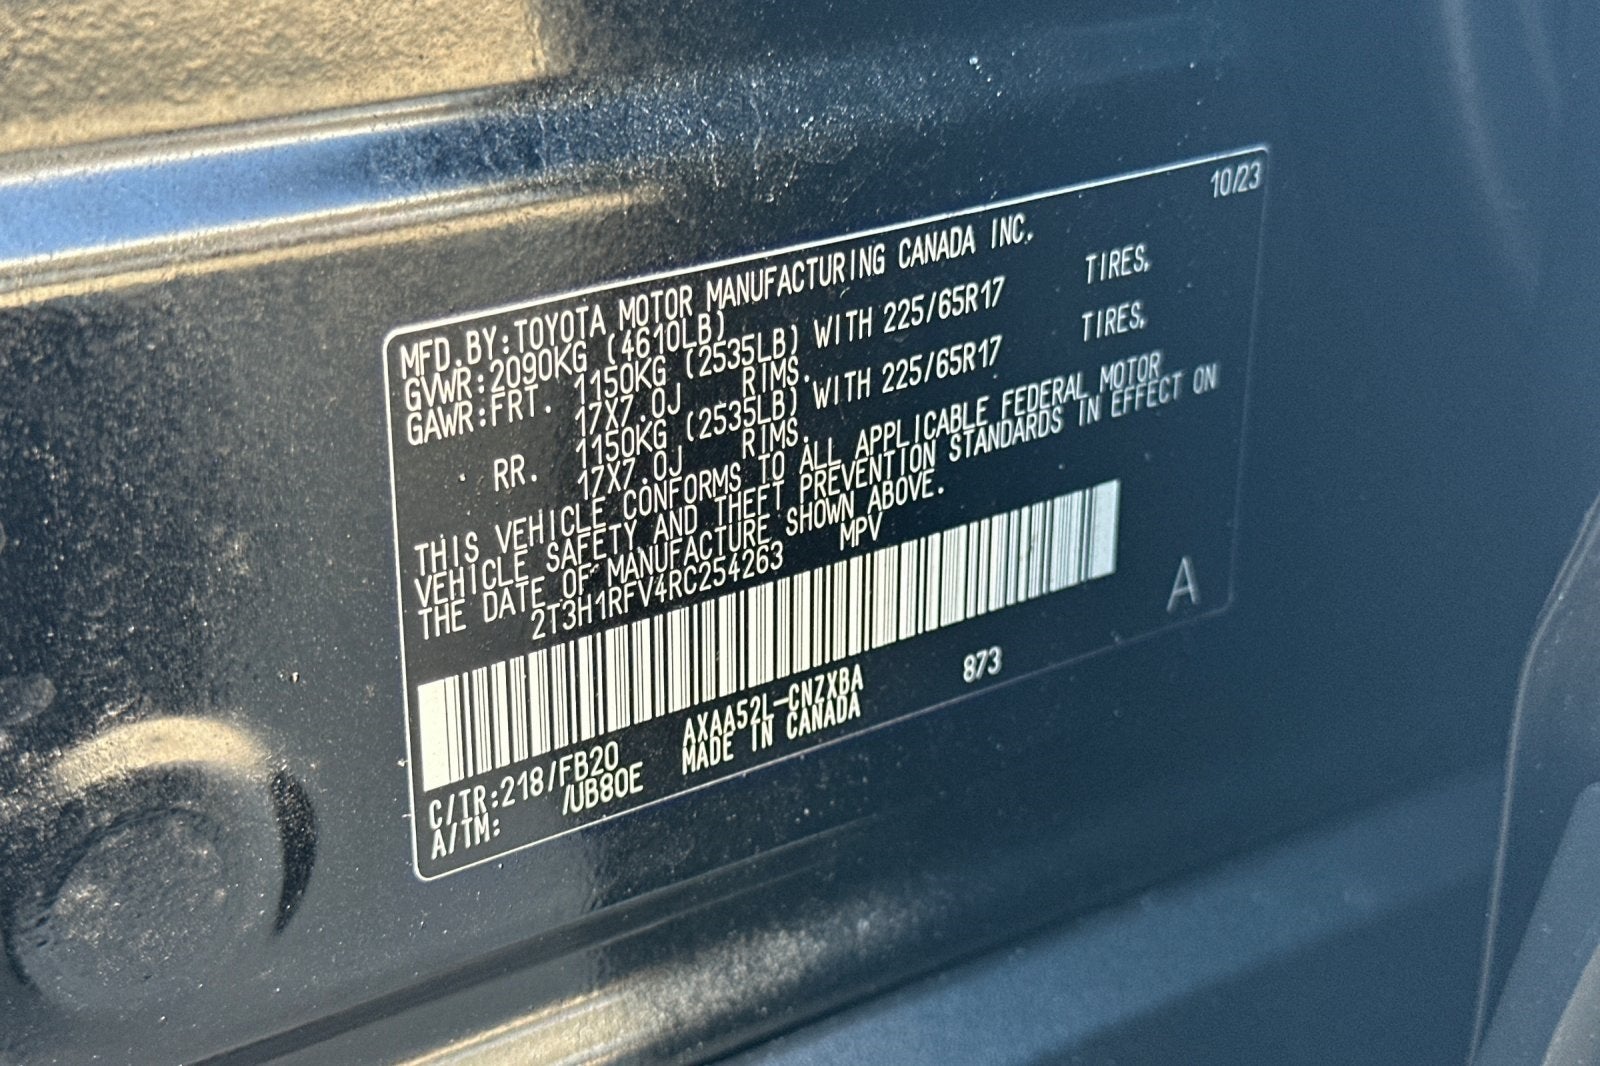 10/23
MFD.BY:TOYOTA MOTOR MANUFACTURING CANADA INC.
GVWR:2090KG (4610LB)
GAWR:FRT. 1150KG (2535LB) WITH 225/65R17 TIRES,
17X7.0J RIMS.
RR. 1150KG (2535LB) WITH 225/65R17 TIRES,
17X7.0J RIMS.
THIS VEHICLE CONFORMS TO ALL APPLICABLE FEDERAL MOTOR
VEHICLE SAFETY AND THEFT PREVENTION STANDARDS IN EFFECT ON
THE DATE OF MANUFACTURE SHOWN ABOVE.
2T3H1RFV4RC254263 MPV
A
C/TR:218/FB20 AXAA52L-CNZXBA 873
A/TM: /UB80E MADE IN CANADA